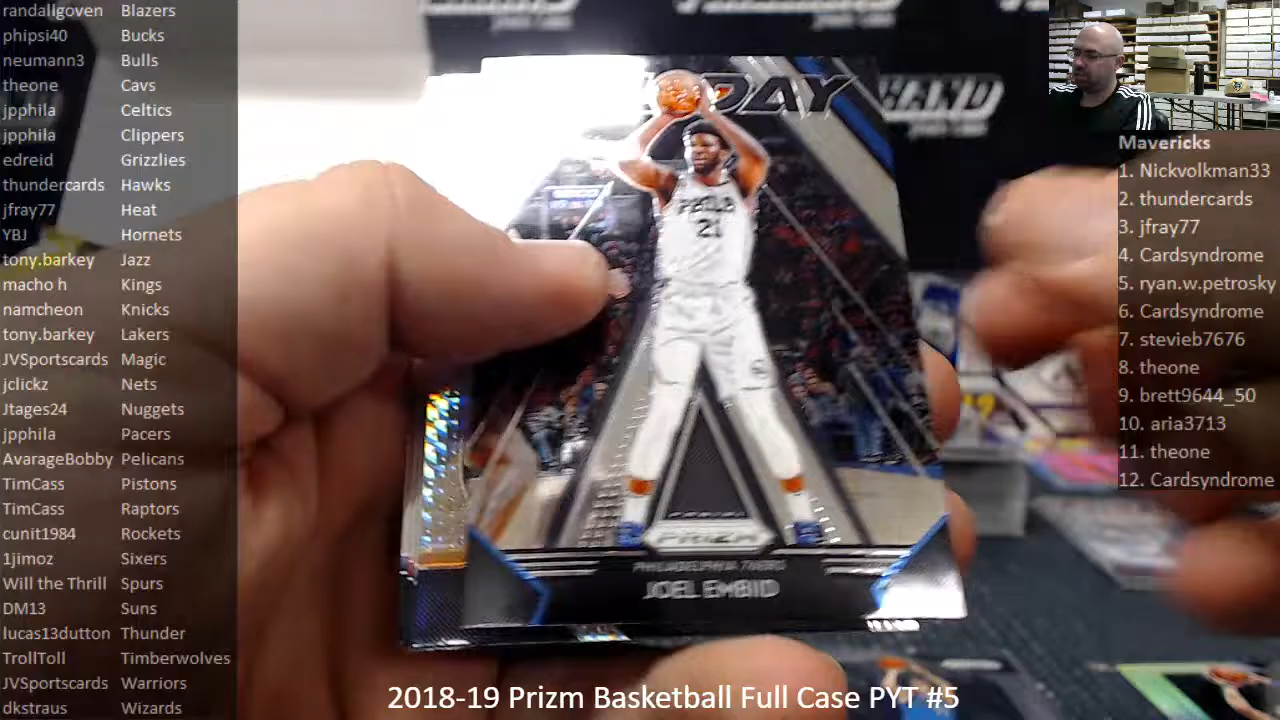 randallgoven Blazers
phipsi40 Bucks
neumann3 Bulls
theone Cavs
jpphila Celtics
jpphila Clippers
edreid Grizzlies
thundercards Hawks
jfray77 Heat
YBJ Hornets
tony.barkey Jazz
macho h Kings
namcheon Knicks
tony.barkey Lakers
JVSportscards Magic
jclickz Nets
Jtages24 Nuggets
jpphila Pacers
AvarageBobby Pelicans
TimCass Pistons
TimCass Raptors
cunit1984 Rockets
1jimoz Sixers
Will the Thrill Spurs
DM13 Suns
lucas13dutton Thunder
TrollToll Timberwolves
JVSportscards Warriors
dkstraus Wizards
PHILA
21
PRIZM
PHILADELPHIA 76ERS
JOEL EMBIID
Mavericks
1. Nickvolkman33
2. thundercards
3. jfray77
4. Cardsyndrome
5. ryan.w.petrosky
6. Cardsyndrome
7. stevieb7676
8. theone
9. brett9644_50
10. aria3713
11. theone
12. Cardsyndrome
2018-19 Prizm Basketball Full Case PYT #5